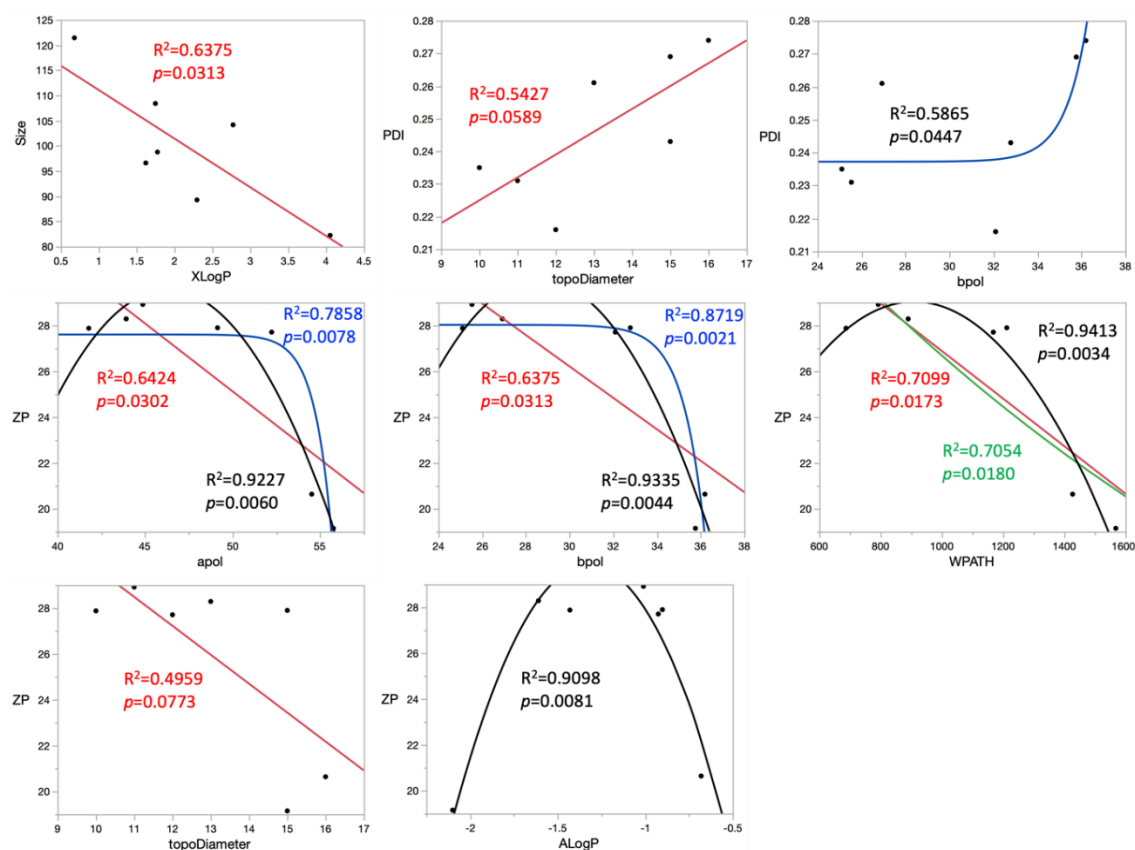 125
120
115
110
105
100
95
90
85
80
Size
R²=0.6375
p=0.0313
0.5 1 1.5 2 2.5 3 3.5 4 4.5
XLogP
0.28
0.27
0.26
0.25
0.24
0.23
0.22
0.21
PDI
R²=0.5427
p=0.0589
9 10 11 12 13 14 15 16 17
topoDiameter
0.28
0.27
0.26
0.25
0.24
0.23
0.22
0.21
PDI
R²=0.5865
p=0.0447
24 26 28 30 32 34 36 38
bpol
28
26
24
22
20
ZP
R²=0.7858
p=0.0078
R²=0.6424
p=0.0302
R²=0.9227
p=0.0060
40 45 50 55
apol
28
26
24
22
20
ZP
R²=0.8719
p=0.0021
R²=0.6375
p=0.0313
R²=0.9335
p=0.0044
24 26 28 30 32 34 36 38
bpol
28
26
24
22
20
ZP
R²=0.9413
p=0.0034
R²=0.7099
p=0.0173
R²=0.7054
p=0.0180
600 800 1000 1200 1400 1600
WPATH
28
26
24
22
20
ZP
R²=0.4959
p=0.0773
9 10 11 12 13 14 15 16 17
topoDiameter
28
26
24
22
20
ZP
R²=0.9098
p=0.0081
-2 -1.5 -1 -0.5
ALogP